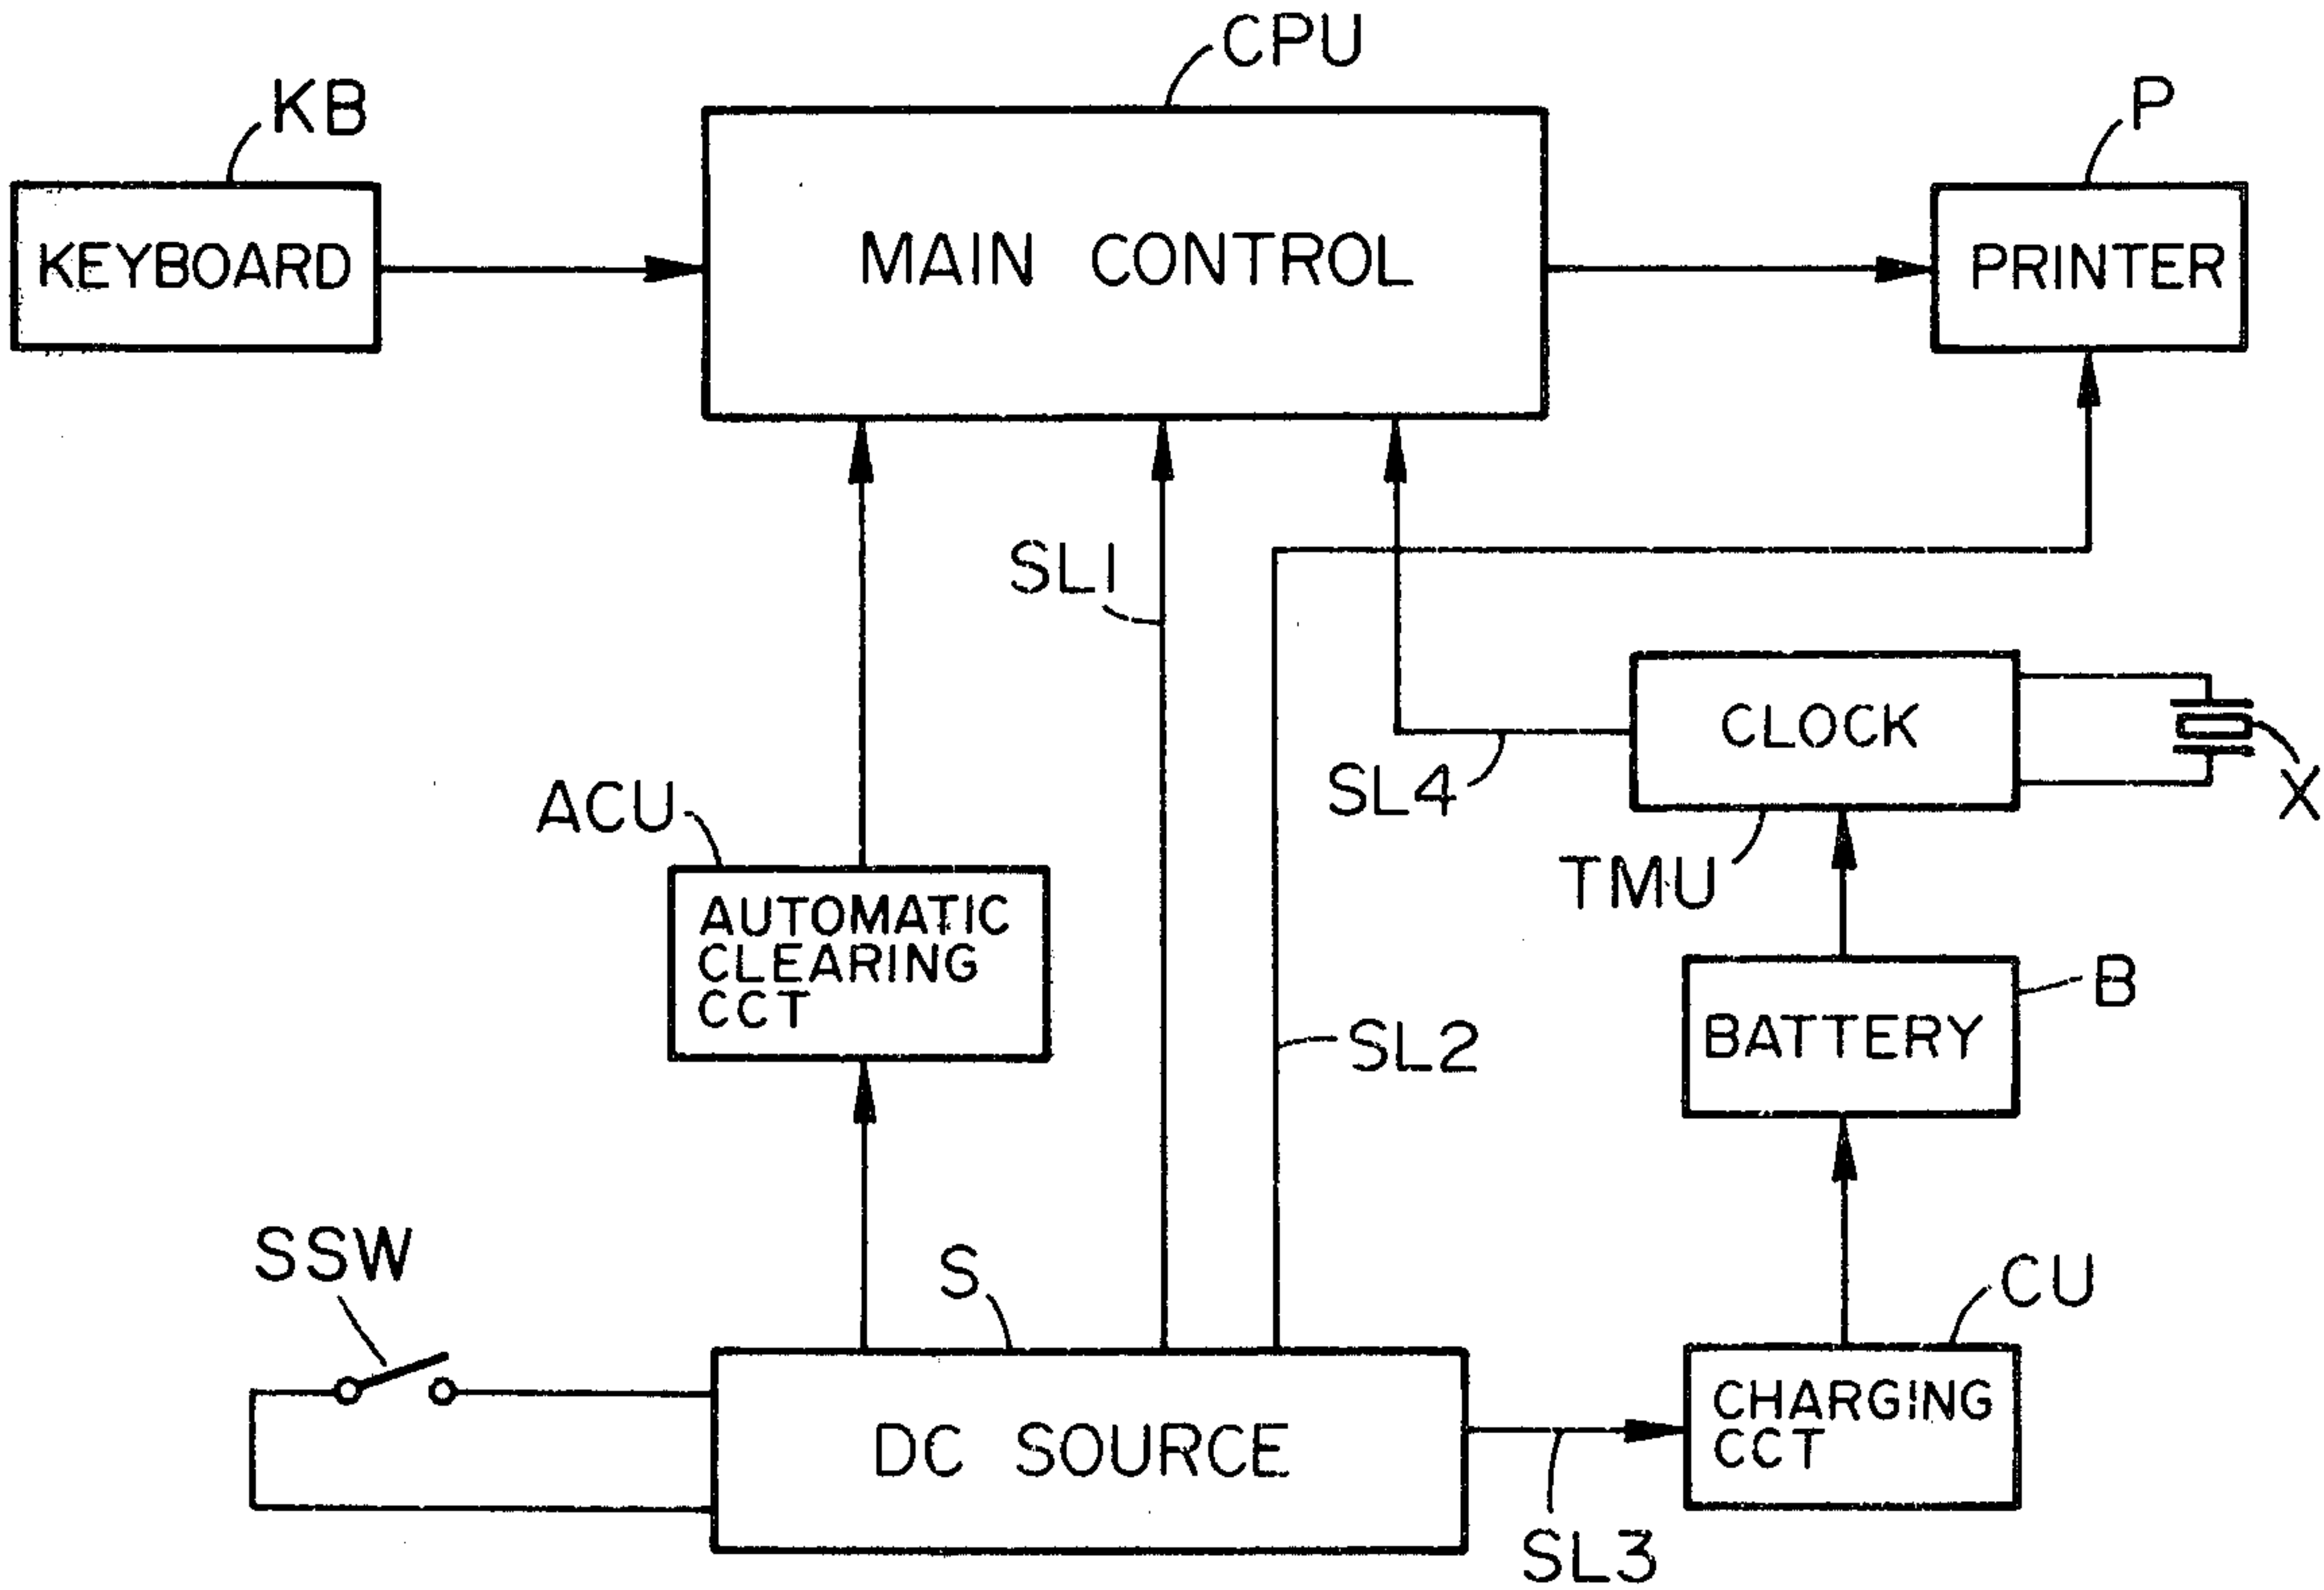 CPU
KB
P
KEYBOARD
MAIN CONTROL
PRINTER
SL1
CLOCK
SL4
X
ACU
TMU
AUTOMATIC
CLEARING
CCT
B
BATTERY
SL2
SSW
S
CU
DC SOURCE
CHARGING
CCT
SL3